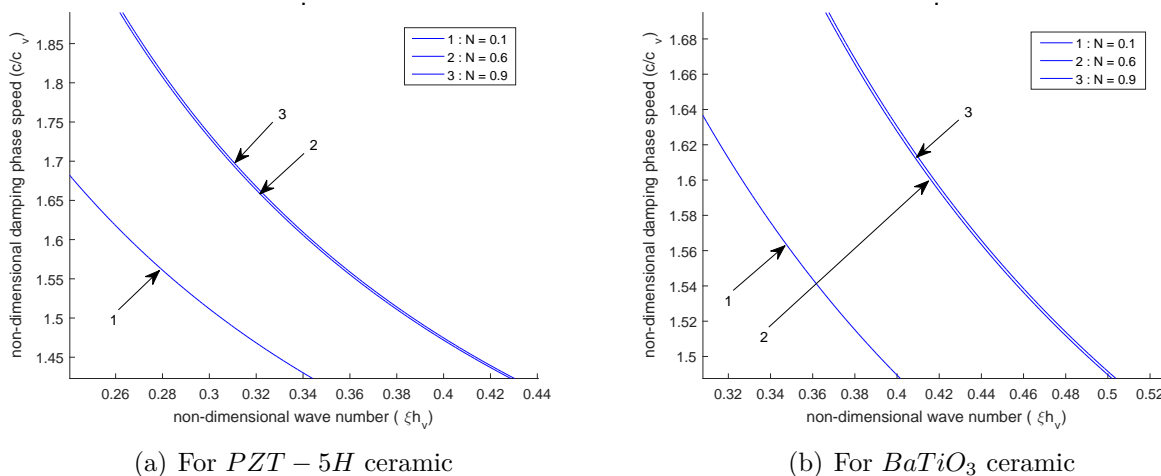 1 : N = 0.1
2 : N = 0.6
3 : N = 0.9
1.85
1.8
1.75
1.7
1.65
1.6
1.55
1.5
1.45
non-dimensional damping phase speed (c/c_v)
3
2
1
0.26 0.28 0.3 0.32 0.34 0.36 0.38 0.4 0.42 0.44
non-dimensional wave number ( ξh_v)
(a) For PZT − 5H ceramic
1 : N = 0.1
2 : N = 0.6
3 : N = 0.9
1.68
1.66
1.64
1.62
1.6
1.58
1.56
1.54
1.52
1.5
non-dimensional damping phase speed (c/c_v)
3
1
2
0.32 0.34 0.36 0.38 0.4 0.42 0.44 0.46 0.48 0.5 0.52
non-dimensional wave number ( ξh_v)
(b) For BaTiO_3 ceramic